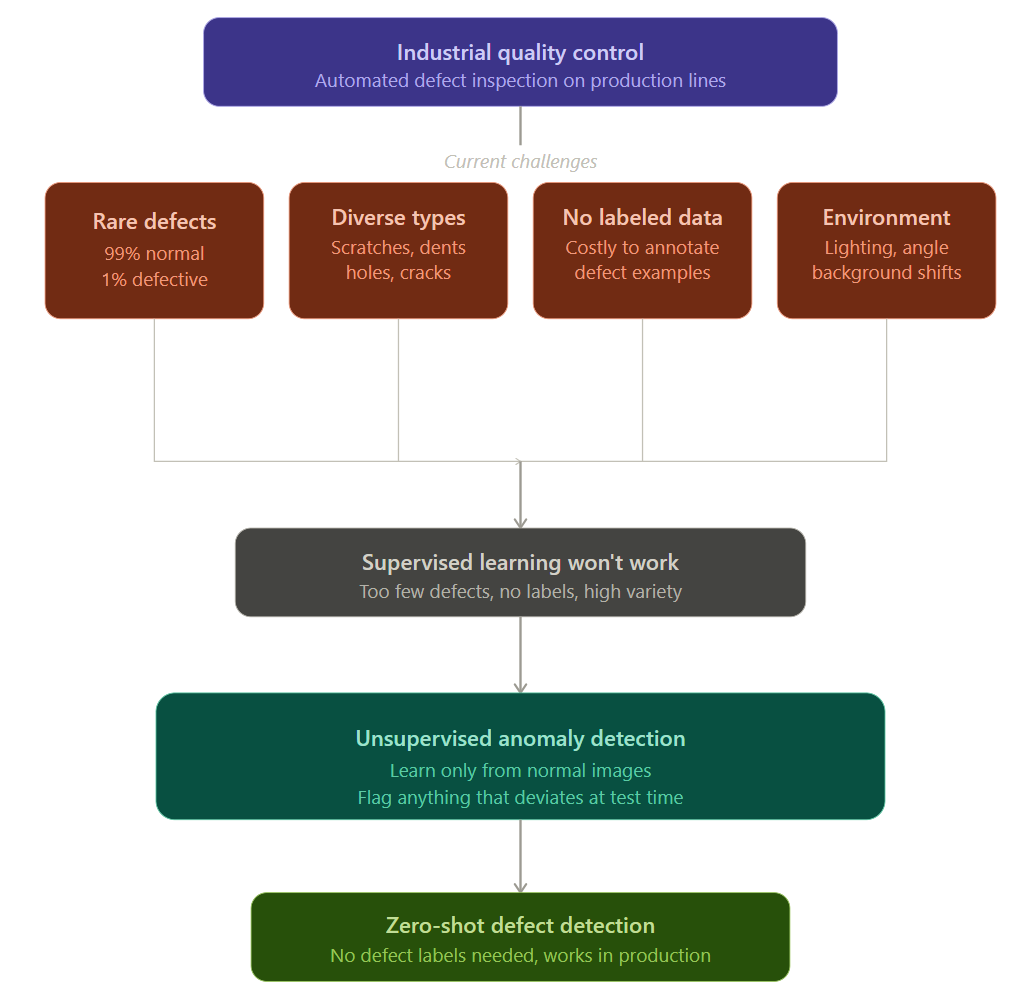 Industrial quality control
Automated defect inspection on production lines
Current challenges
Rare defects
99% normal
1% defective
Diverse types
Scratches, dents
holes, cracks
No labeled data
Costly to annotate
defect examples
Environment
Lighting, angle
background shifts
Supervised learning won't work
Too few defects, no labels, high variety
Unsupervised anomaly detection
Learn only from normal images
Flag anything that deviates at test time
Zero-shot defect detection
No defect labels needed, works in production